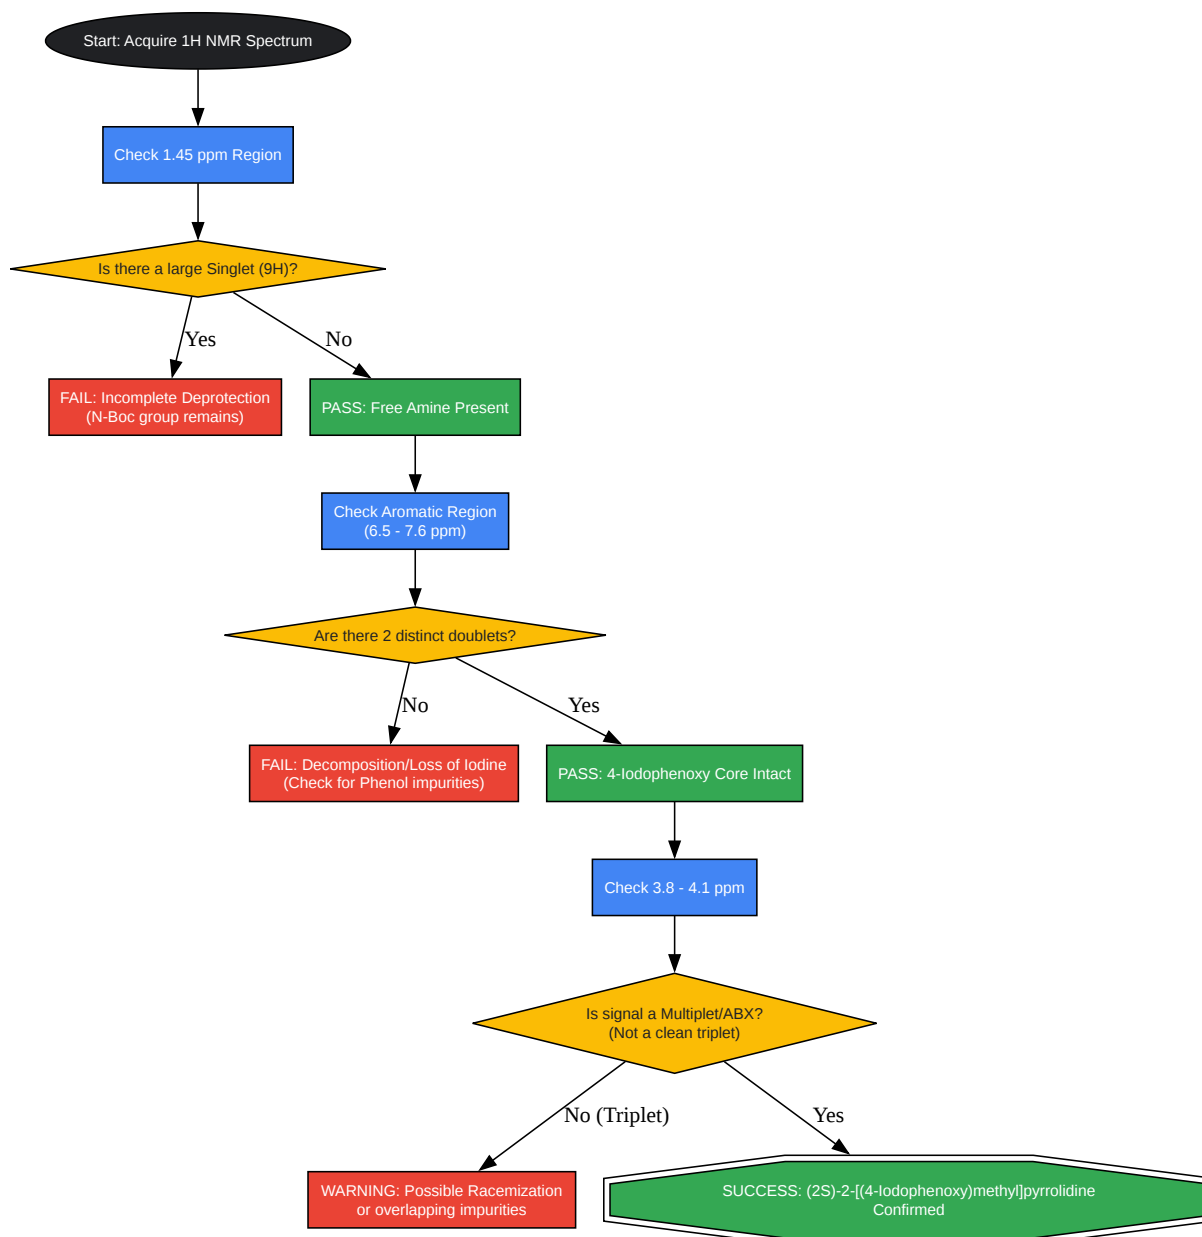 Start: Acquire 1H NMR Spectrum
Check 1.45 ppm Region
Is there a large Singlet (9H)?
Yes
No
FAIL: Incomplete Deprotection
(N-Boc group remains)
PASS: Free Amine Present
Check Aromatic Region
(6.5 - 7.6 ppm)
Are there 2 distinct doublets?
No
Yes
FAIL: Decomposition/Loss of Iodine
(Check for Phenol impurities)
PASS: 4-Iodophenoxy Core Intact
Check 3.8 - 4.1 ppm
Is signal a Multiplet/ABX?
(Not a clean triplet)
No (Triplet)
Yes
WARNING: Possible Racemization
or overlapping impurities
SUCCESS: (2S)-2-[(4-Iodophenoxy)methyl]pyrrolidine
Confirmed